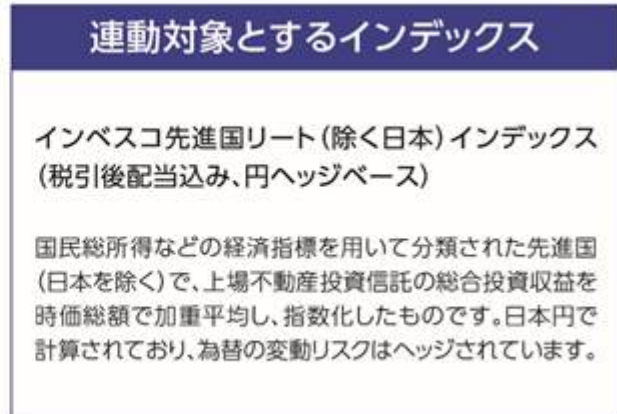 連動対象とするインデックス
インベスコ先進国リート(除く日本)インデックス
(税引後配当込み、円ヘッジベース)
国民総所得などの経済指標を用いて分類された先進国
(日本を除く)で、上場不動産投資信託の総合投資収益を
時価総額で加重平均し、指数化したものです。日本円で
計算されており、為替の変動リスクはヘッジされています。